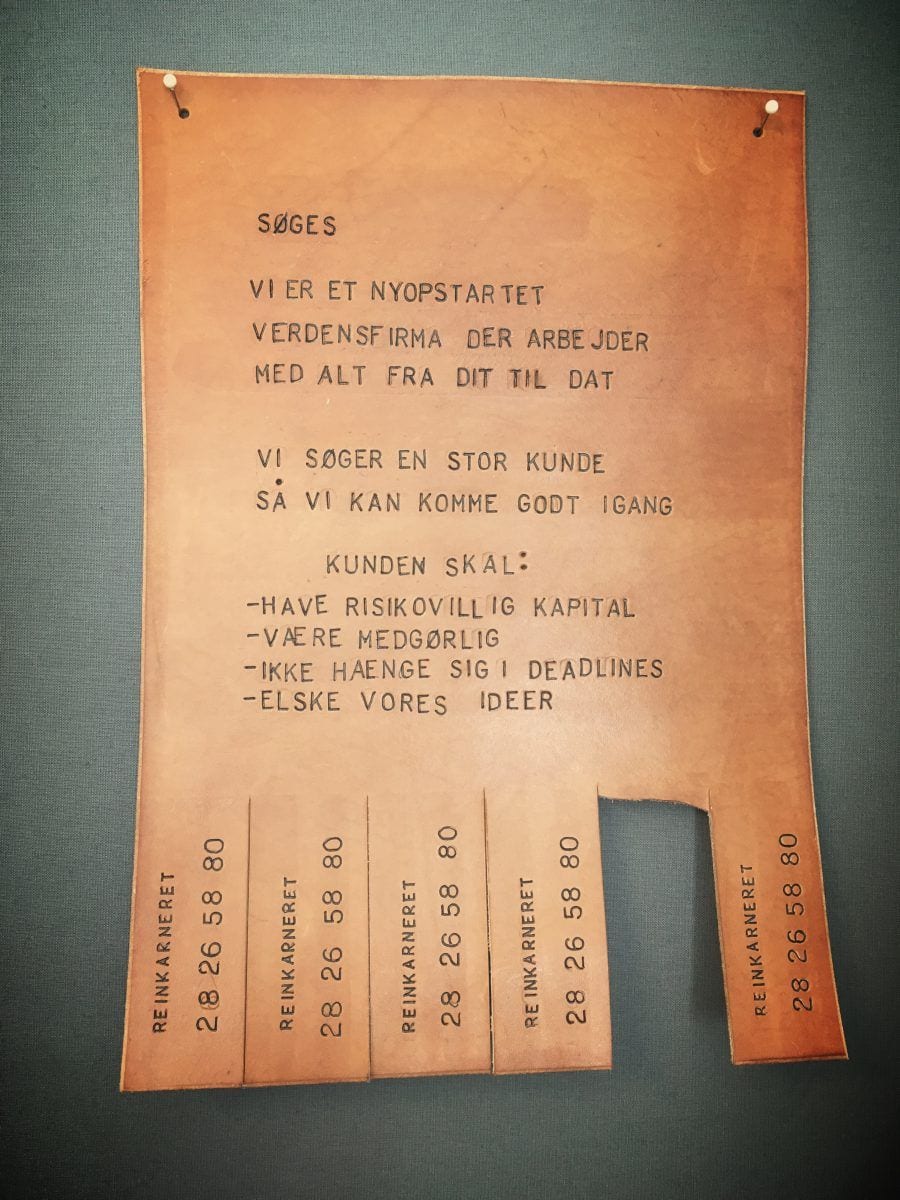 SØGES
VI ER ET NYOPSTARTET
VERDENSFIRMA DER ARBEJDER
MED ALT FRA DIT TIL DAT
VI SØGER EN STOR KUNDE
SÅ VI KAN KOMME GODT IGANG
KUNDEN SKAL:
-HAVE RISIKOVILLIG KAPITAL
-VÆRE MEDGØRLIG
-IKKE HAENGE SIG I DEADLINES
-ELSKE VORES IDEER
REINKARNERET
28 26 58 80
REINKARNERET
28 26 58 80
REINKARNERET
28 26 58 80
REINKARNERET
28 26 58 80
REINKARNERET
28 26 58 80